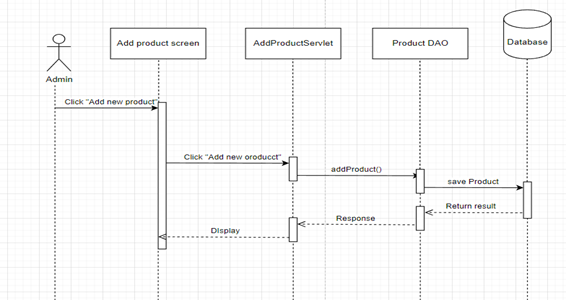 Add product screen
AddProductServlet
Product DAO
Database
Admin
Click "Add new product"
Click "Add new oroducct"
addProduct()
save Product
Return result
Response
DIsplay